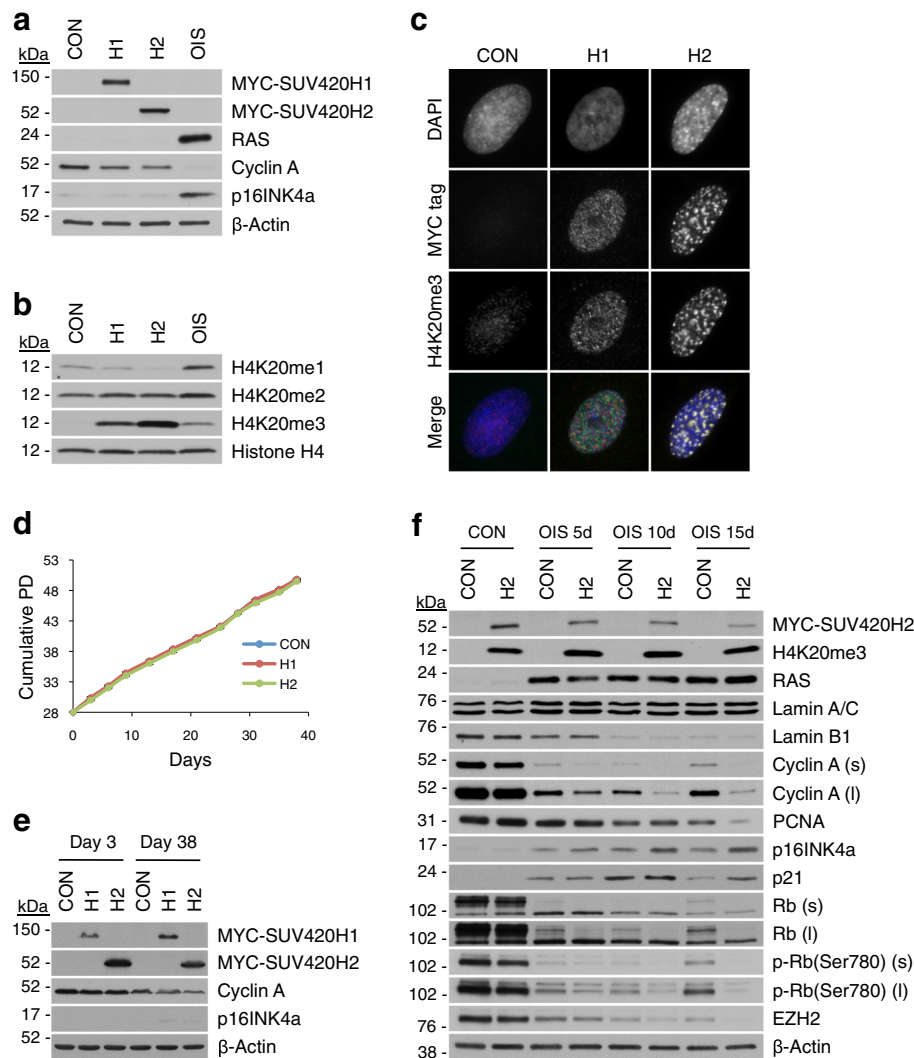 a
kDa
CON H1 H2 OIS
150 -
MYC-SUV420H1
52 -
MYC-SUV420H2
24 -
RAS
52 -
Cyclin A
17 -
p16INK4a
52 -
β-Actin
b
kDa
CON H1 H2 OIS
12 -
H4K20me1
12 -
H4K20me2
12 -
H4K20me3
12 -
Histone H4
c
CON H1 H2
DAPI
MYC tag
H4K20me3
Merge
d
Cumulative PD
53
48
43
38
33
28
0 10 20 30 40
Days
CON
H1
H2
e
Day 3 Day 38
kDa
CON H1 H2 CON H1 H2
150 -
MYC-SUV420H1
52 -
MYC-SUV420H2
52 -
Cyclin A
17 -
p16INK4a
52 -
β-Actin
f
CON OIS 5d OIS 10d OIS 15d
kDa
CON H2 CON H2 CON H2 CON H2
52 -
MYC-SUV420H2
12 -
H4K20me3
24 -
RAS
76 -
Lamin A/C
76 -
Lamin B1
52 -
Cyclin A (s)
52 -
Cyclin A (l)
31 -
PCNA
17 -
p16INK4a
24 -
p21
102 -
Rb (s)
102 -
Rb (l)
102 -
p-Rb(Ser780) (s)
102 -
p-Rb(Ser780) (l)
76 -
EZH2
38 -
β-Actin